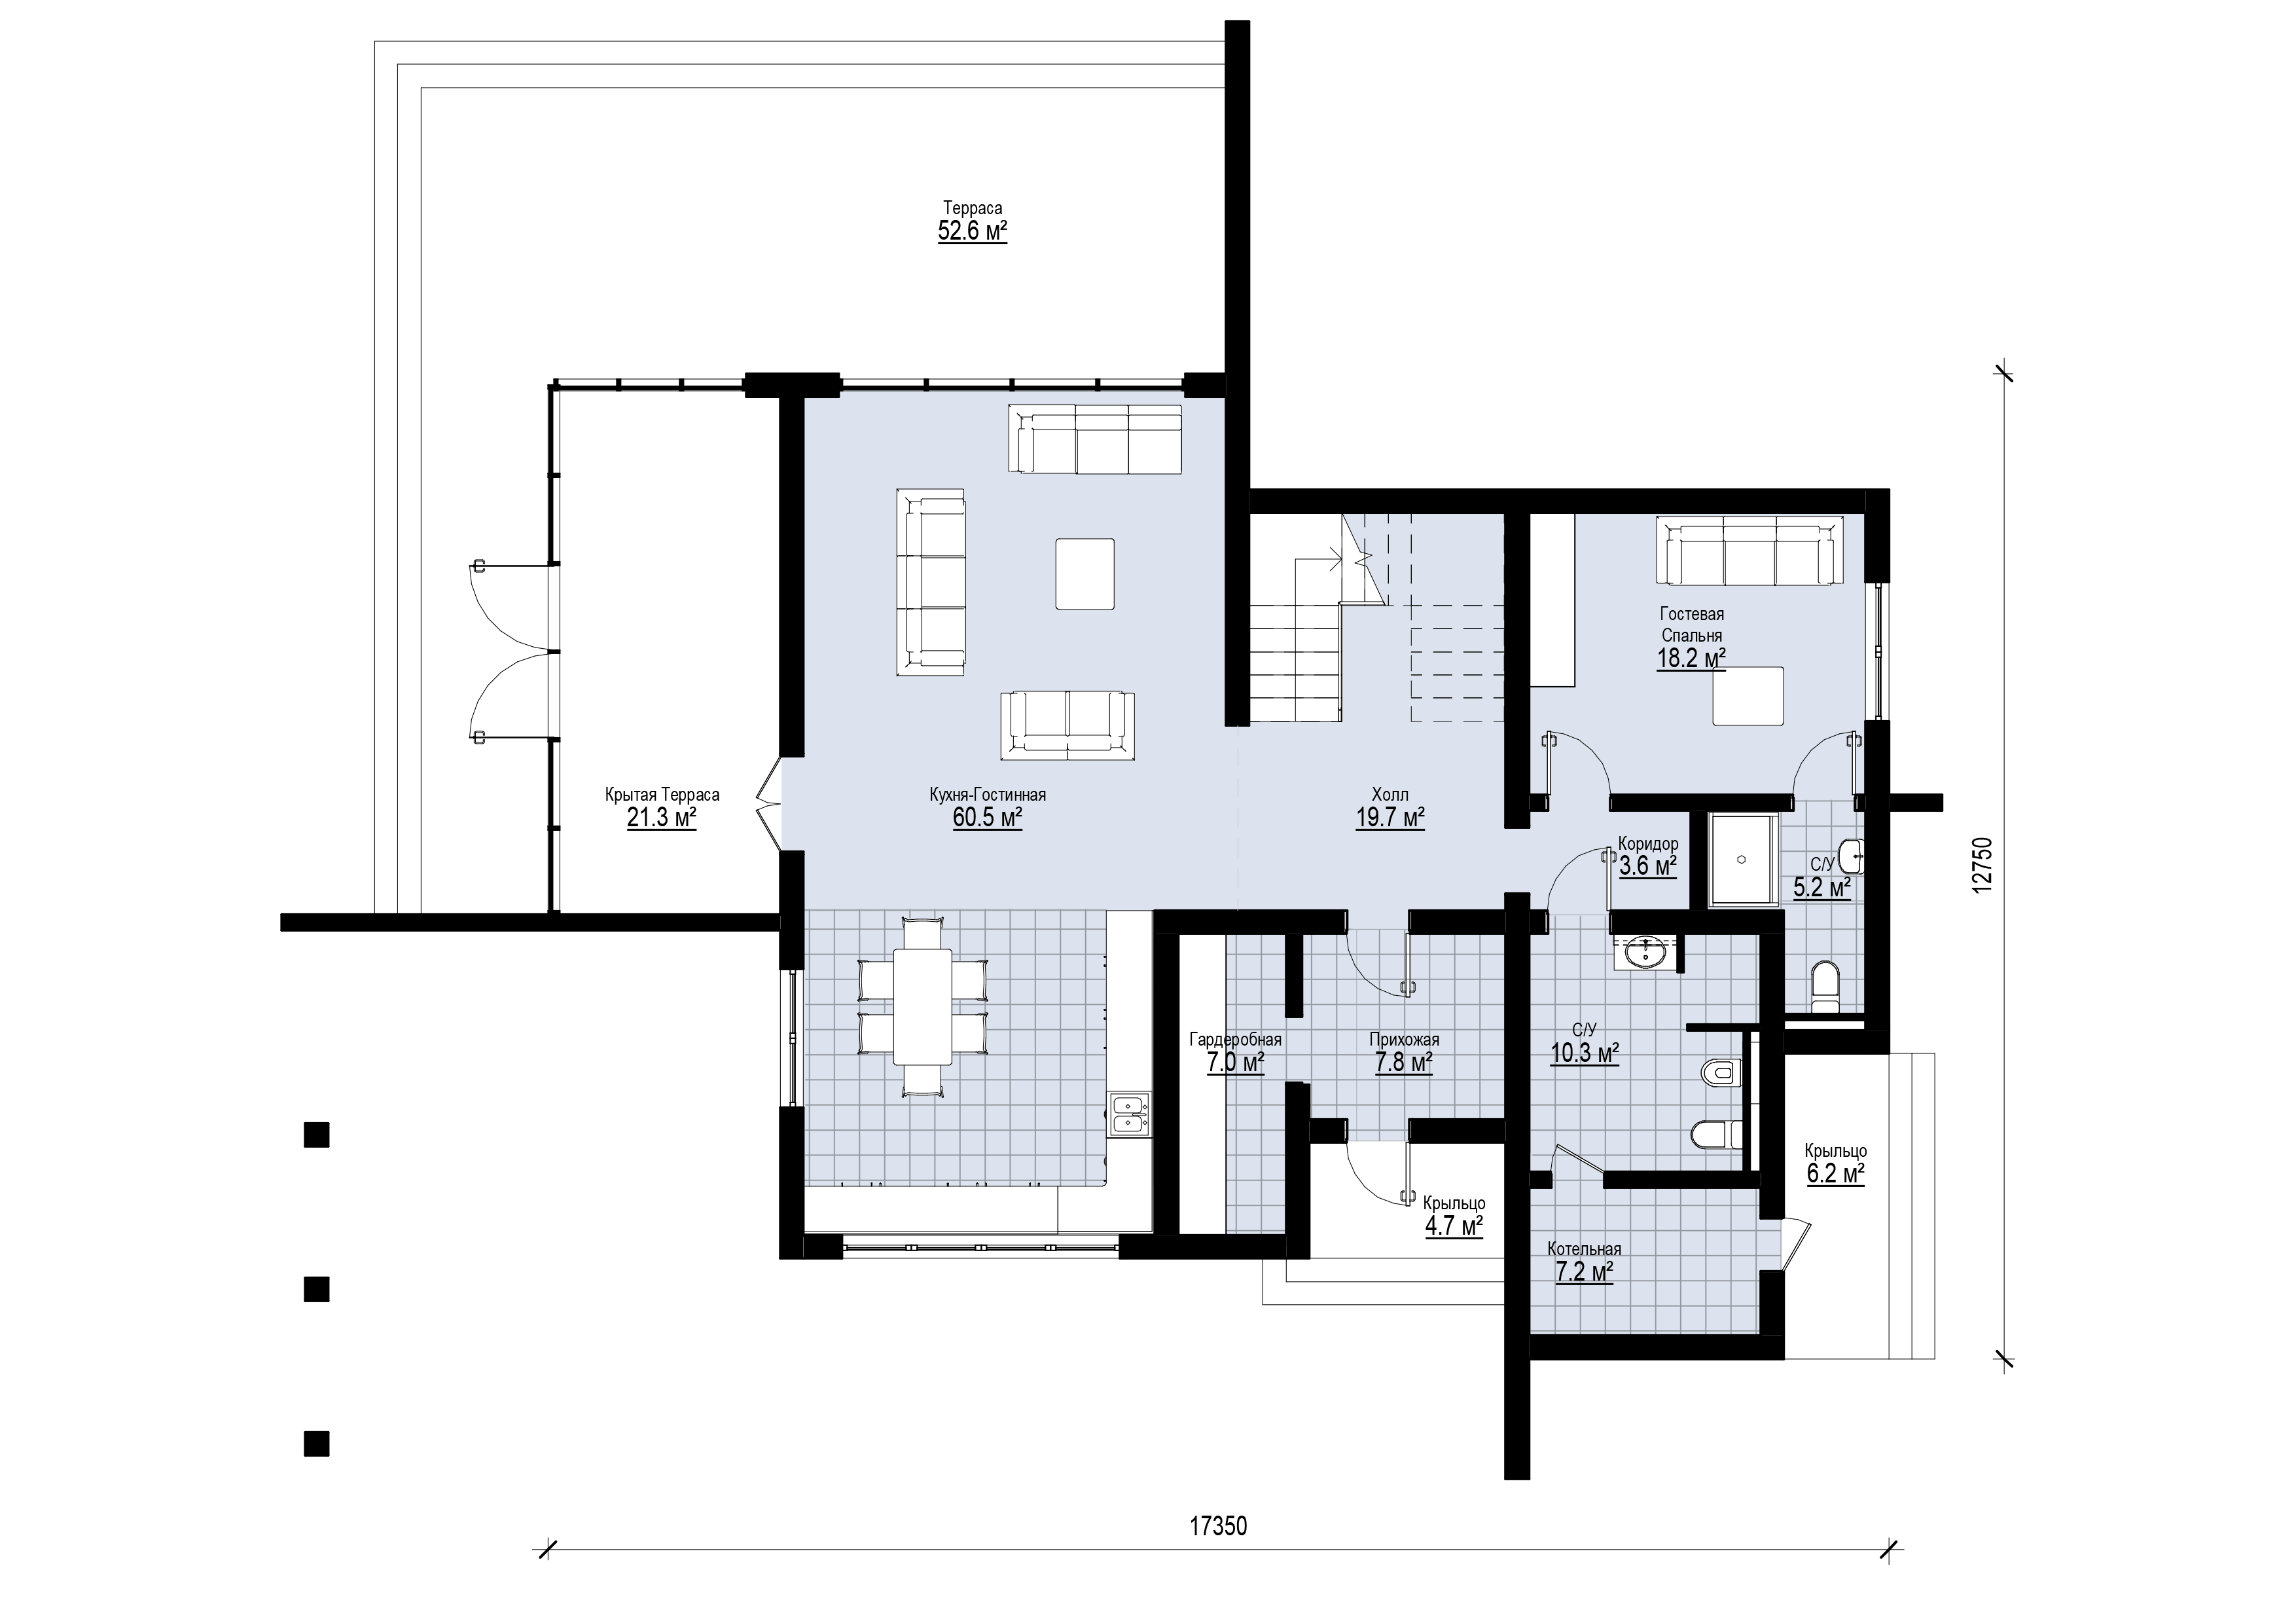 Терраса
52.6 м²
Гостевая
Спальня
18.2 м²
Крытая Терраса
21.3 м²
Кухня-Гостинная
60.5 м²
Холл
19.7 м²
Коридор
3.6 м²
С/У
5.2 м²
12750
Гардеробная
7.0 м²
Прихожая
7.8 м²
С/У
10.3 м²
Крыльцо
6.2 м²
Крыльцо
4.7 м²
Котельная
7.2 м²
17350